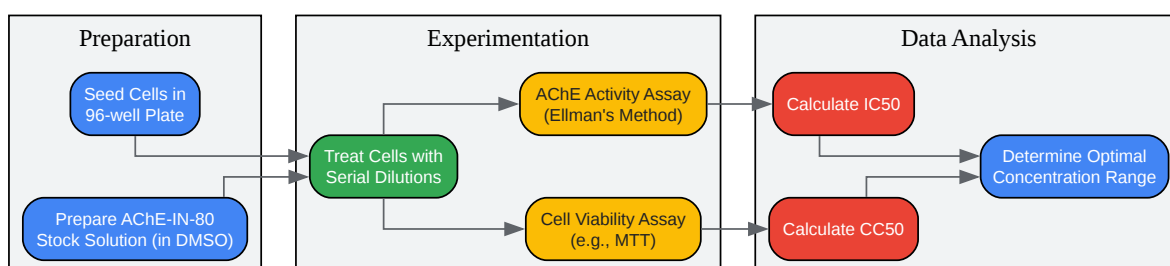 Preparation
Seed Cells in
96-well Plate
Prepare AChE-IN-80
Stock Solution (in DMSO)
Experimentation
Treat Cells with
Serial Dilutions
AChE Activity Assay
(Ellman's Method)
Cell Viability Assay
(e.g., MTT)
Data Analysis
Calculate IC50
Calculate CC50
Determine Optimal
Concentration Range